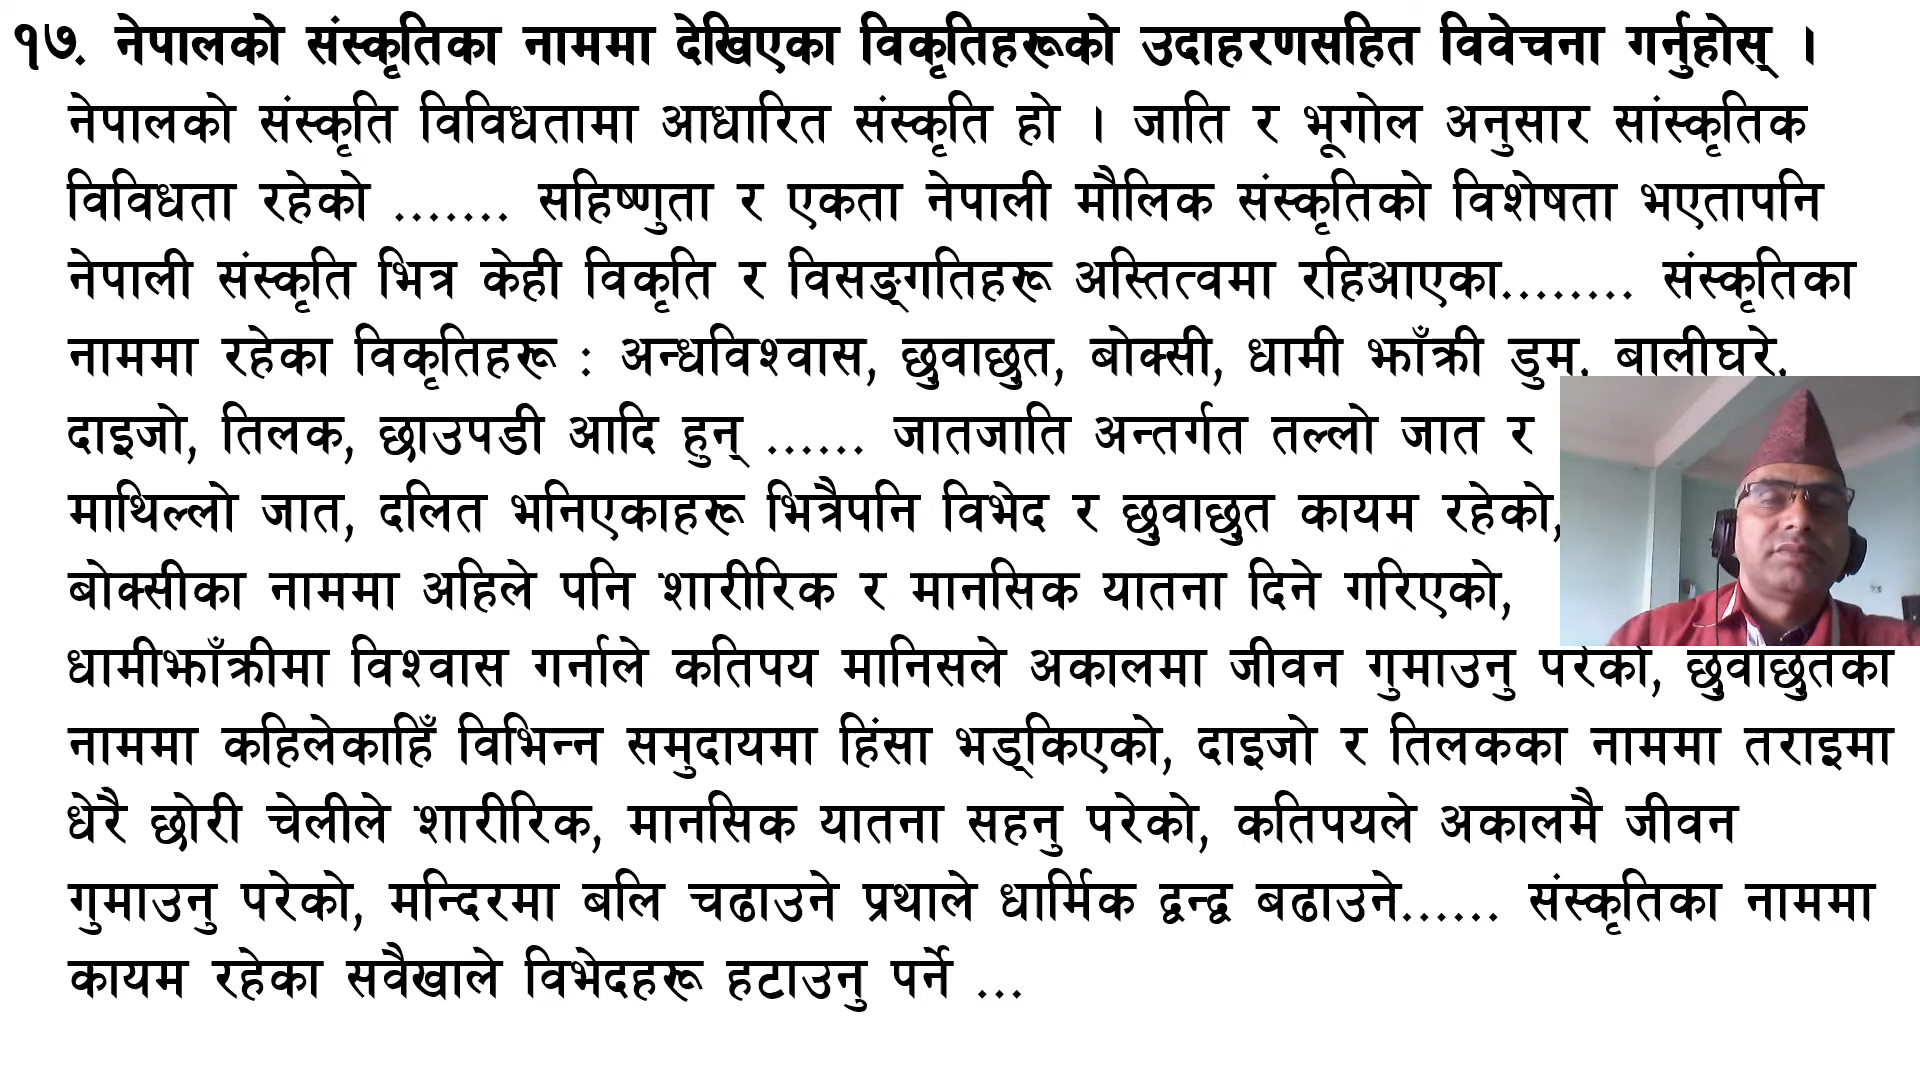 १७. नेपालको संस्कृतिका नाममा देखिएका विकृतिहरूको उदाहरणसहित विवेचना गर्नुहोस् ।
नेपालको संस्कृति विविधतामा आधारित संस्कृति हो । जाति र भूगोल अनुसार सांस्कृतिक
विविधता रहेको ....... सहिष्णुता र एकता नेपाली मौलिक संस्कृतिको विशेषता भएतापनि
नेपाली संस्कृति भित्र केही विकृति र विसङ्गतिहरू अस्तित्वमा रहिआएका........ संस्कृतिका
नाममा रहेका विकृतिहरू : अन्धविश्वास, छुवाछुत, बोक्सी, धामी झाँक्री डुम, बालीघरे,
दाइजो, तिलक, छाउपडी आदि हुन् ...... जातजाति अन्तर्गत तल्लो जात र
माथिल्लो जात, दलित भनिएकाहरू भित्रैपनि विभेद र छुवाछुत कायम रहेको,
बोक्सीका नाममा अहिले पनि शारीरिक र मानसिक यातना दिने गरिएको,
धामीझाँक्रीमा विश्वास गर्नाले कतिपय मानिसले अकालमा जीवन गुमाउनु परेको, छुवाछुतका
नाममा कहिलेकाहिँ विभिन्न समुदायमा हिंसा भड्किएको, दाइजो र तिलकका नाममा तराइमा
धेरै छोरी चेलीले शारीरिक, मानसिक यातना सहनु परेको, कतिपयले अकालमै जीवन
गुमाउनु परेको, मन्दिरमा बलि चढाउने प्रथाले धार्मिक द्वन्द्व बढाउने...... संस्कृतिका नाममा
कायम रहेका सवैखाले विभेदहरू हटाउनु पर्ने ...